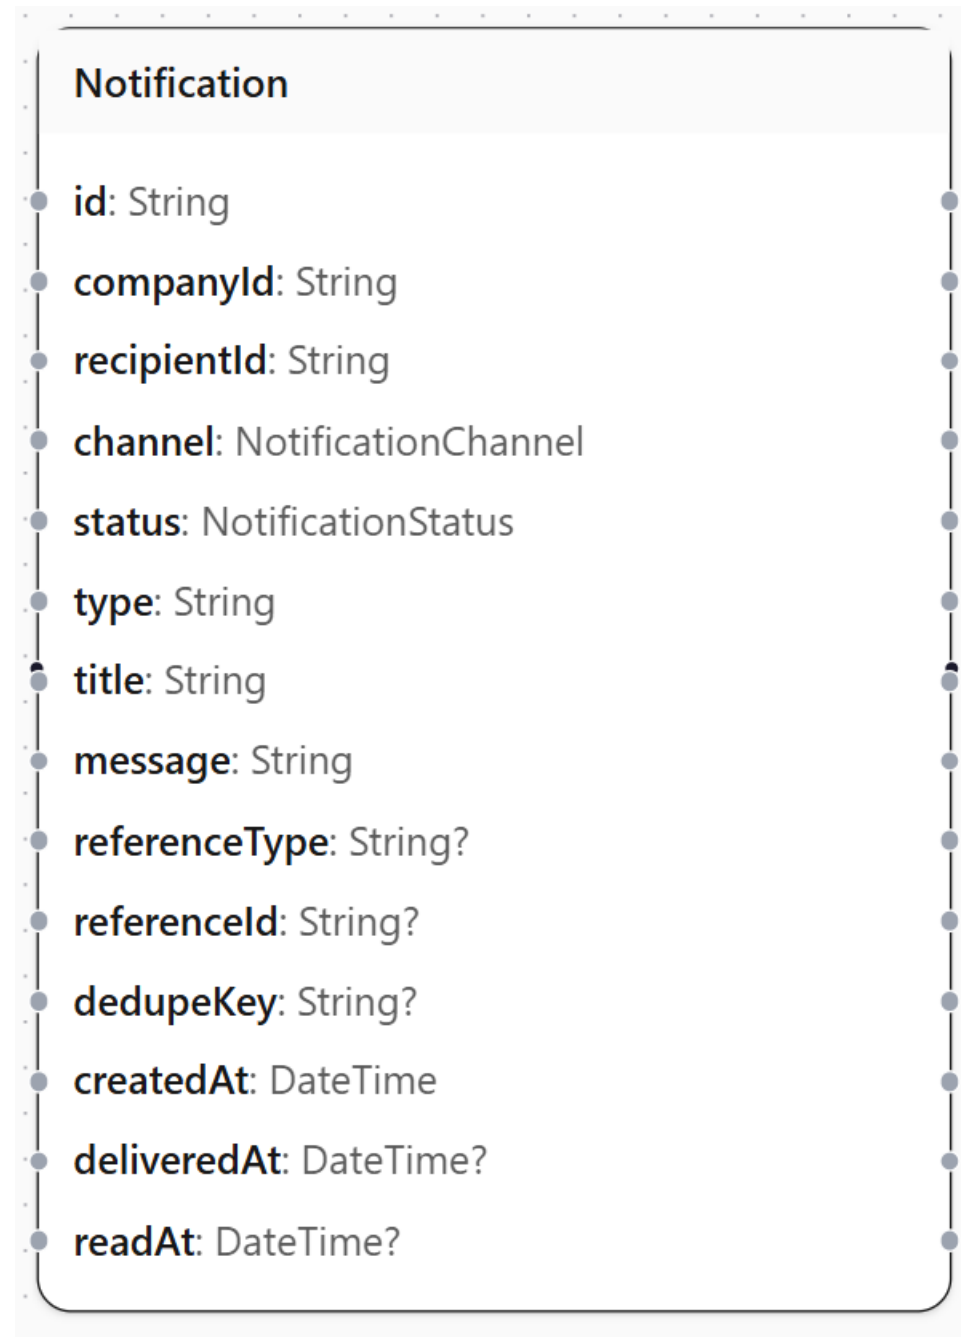 Notification
id: String
companyId: String
recipientId: String
channel: NotificationChannel
status: NotificationStatus
type: String
title: String
message: String
referenceType: String?
referenceId: String?
dedupeKey: String?
createdAt: DateTime
deliveredAt: DateTime?
readAt: DateTime?